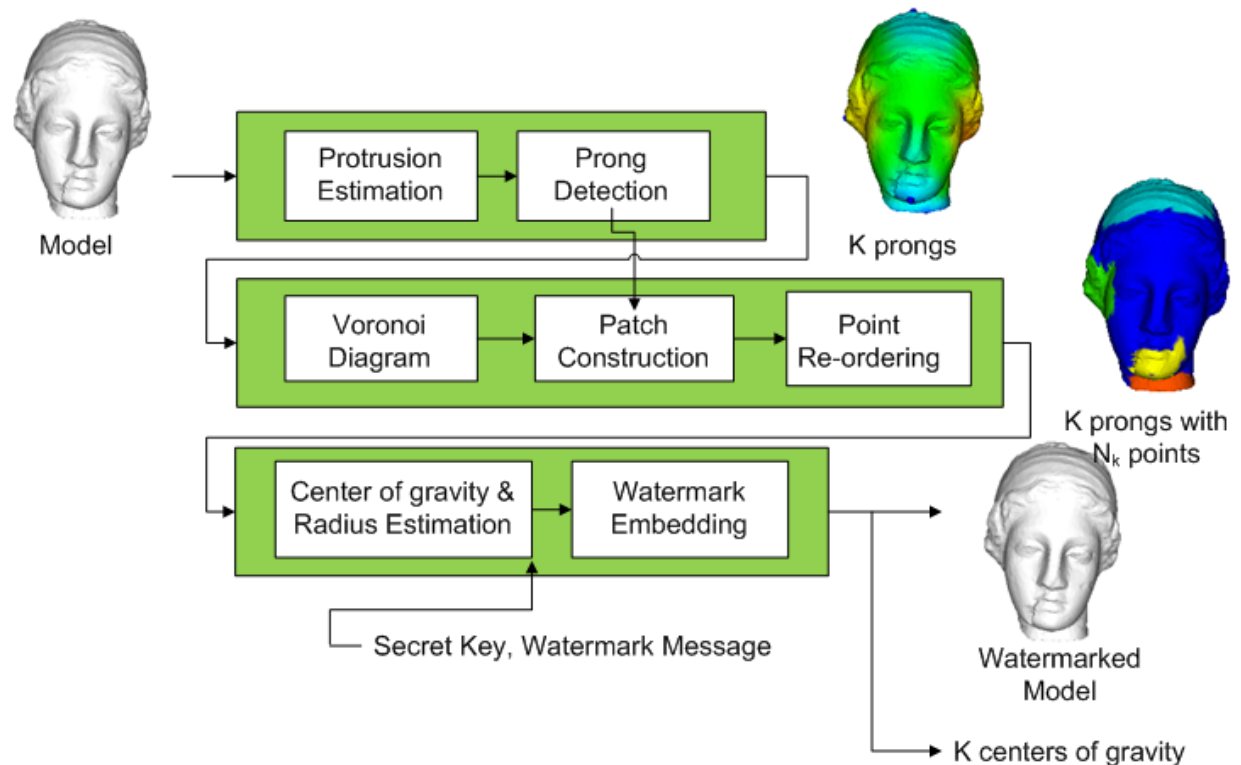 Model
Protrusion
Estimation
Prong
Detection
K prongs
Voronoi
Diagram
Patch
Construction
Point
Re-ordering
K prongs with
Nₖ points
Center of gravity &
Radius Estimation
Watermark
Embedding
Secret Key, Watermark Message
Watermarked
Model
K centers of gravity